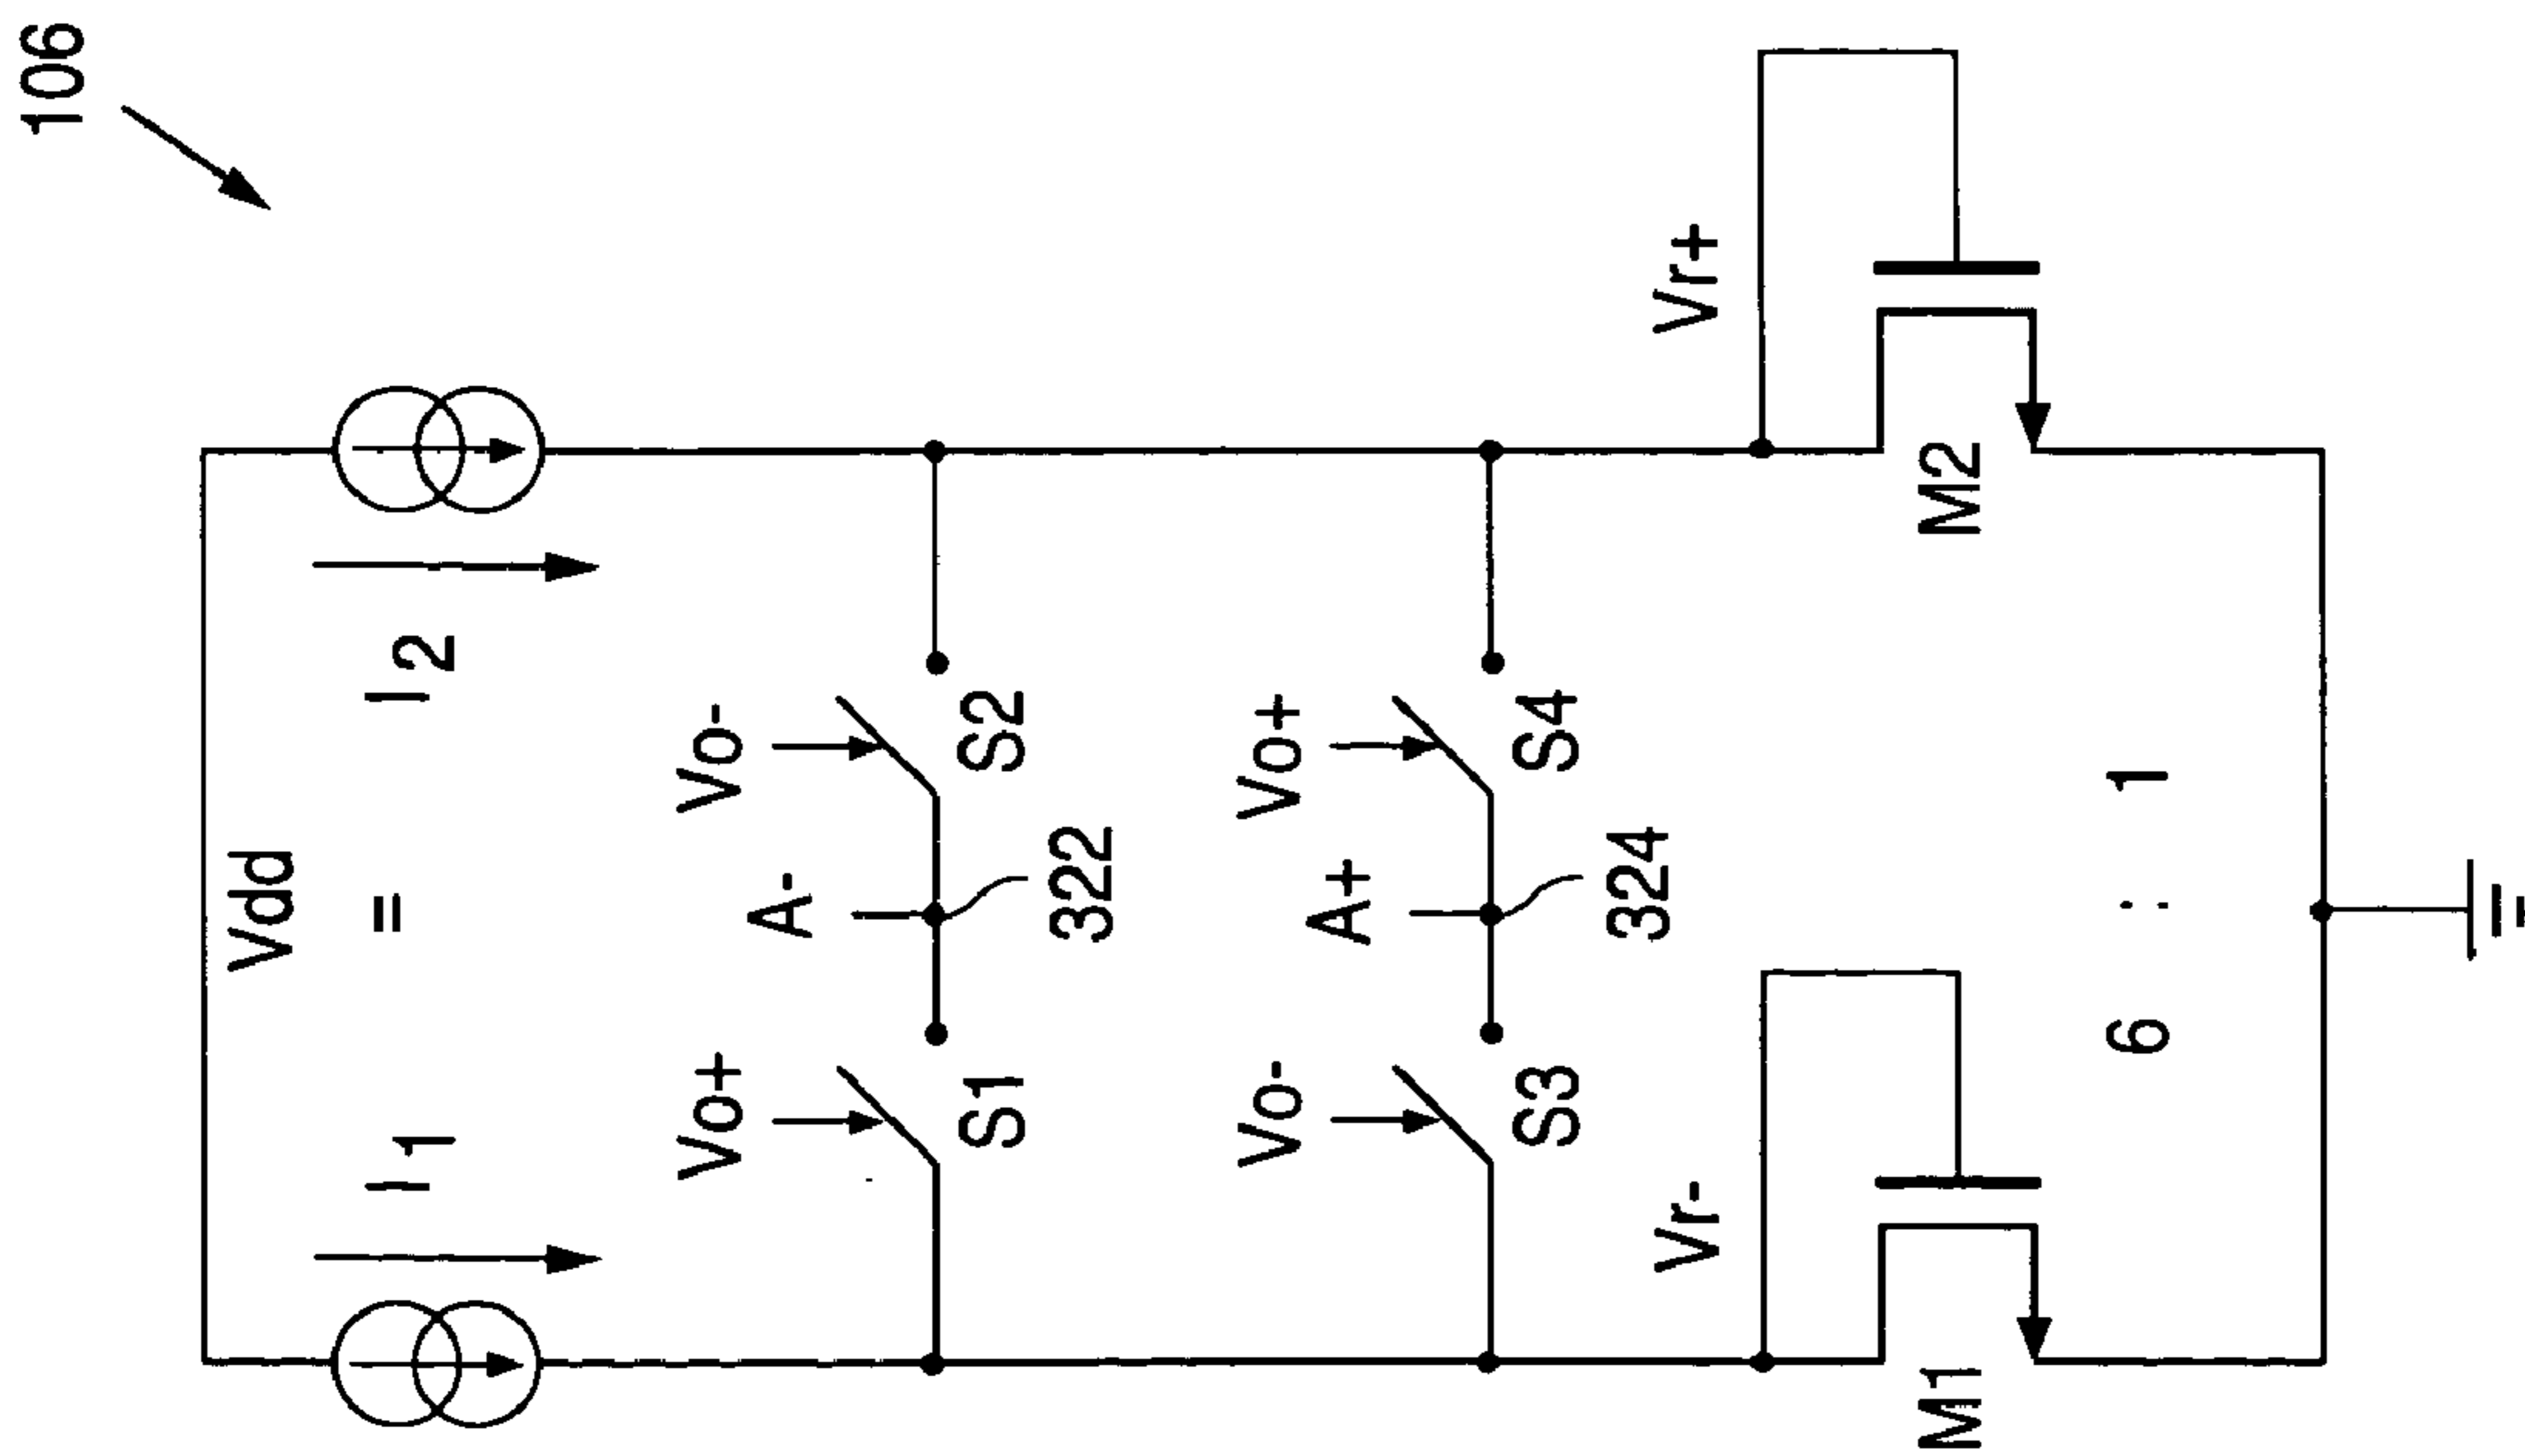 106
Vdd
I1 = I2
Vo+ Vo-
A-
S1 S2
322
Vo- Vo+
A+
S3 S4
324
Vr- Vr+
M1 M2
6 : 1